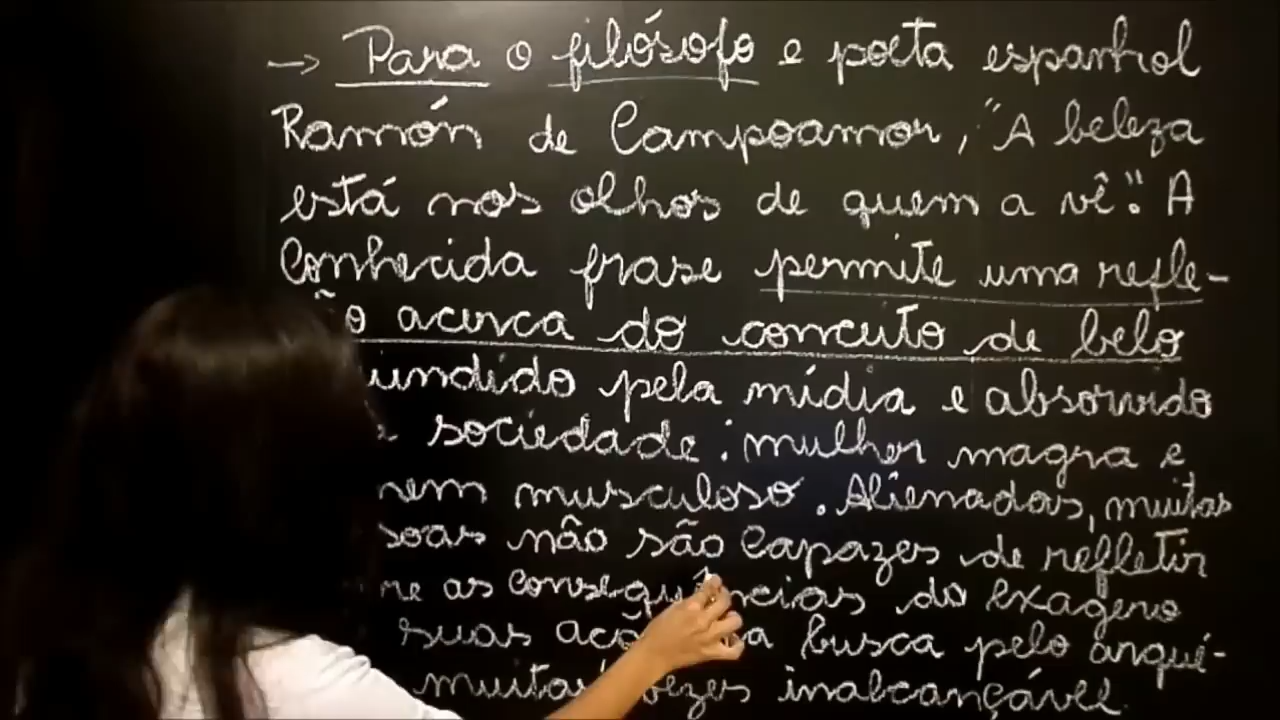 → Para o filósofo e poeta espanhol
Ramón de Campoamor, "A beleza
está nos olhos de quem a vê". A
conhecida frase permite uma refle-
acerca do conceito de belo
pela mídia e absorvido
sociedade: mulher magra e
musculoso. Alienadas, muitas
não são capazes de refletir
as consequências do exagero
suas busca pelo arqué-
muitas vezes inalcançável.